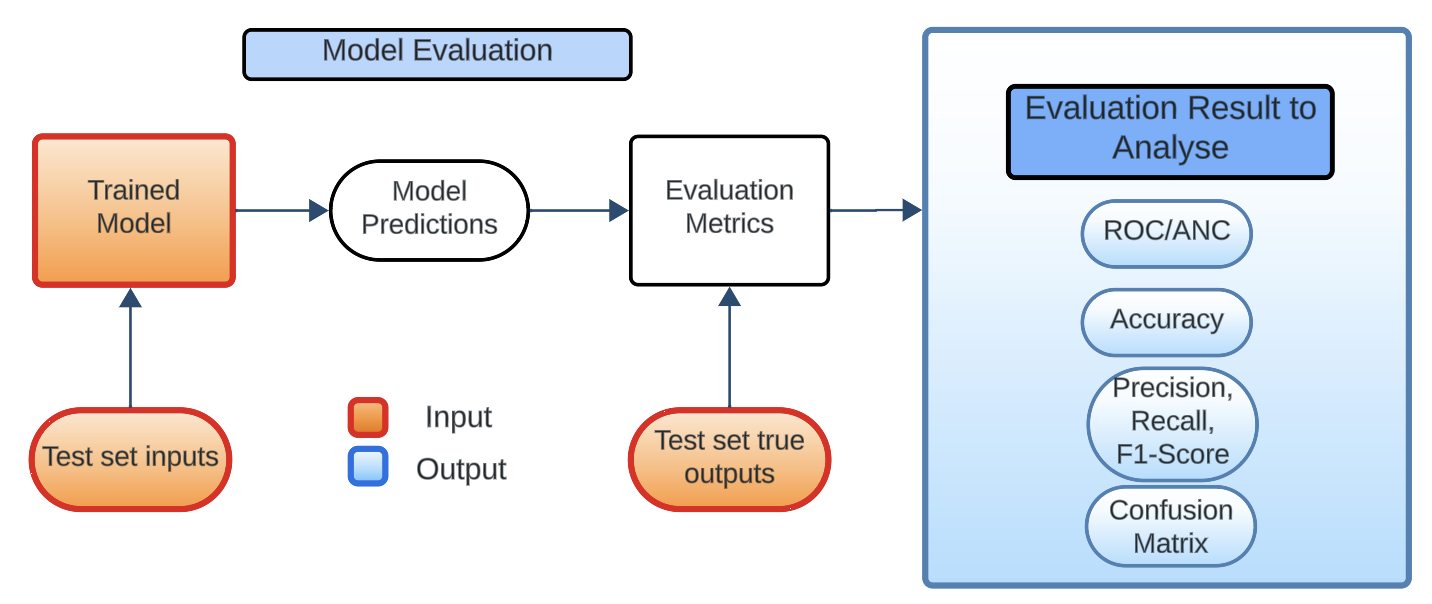 Model Evaluation
Trained
Model
Model
Predictions
Evaluation
Metrics
Test set inputs
Input
Output
Test set true
outputs
Evaluation Result to
Analyse
ROC/ANC
Accuracy
Precision,
Recall,
F1-Score
Confusion
Matrix